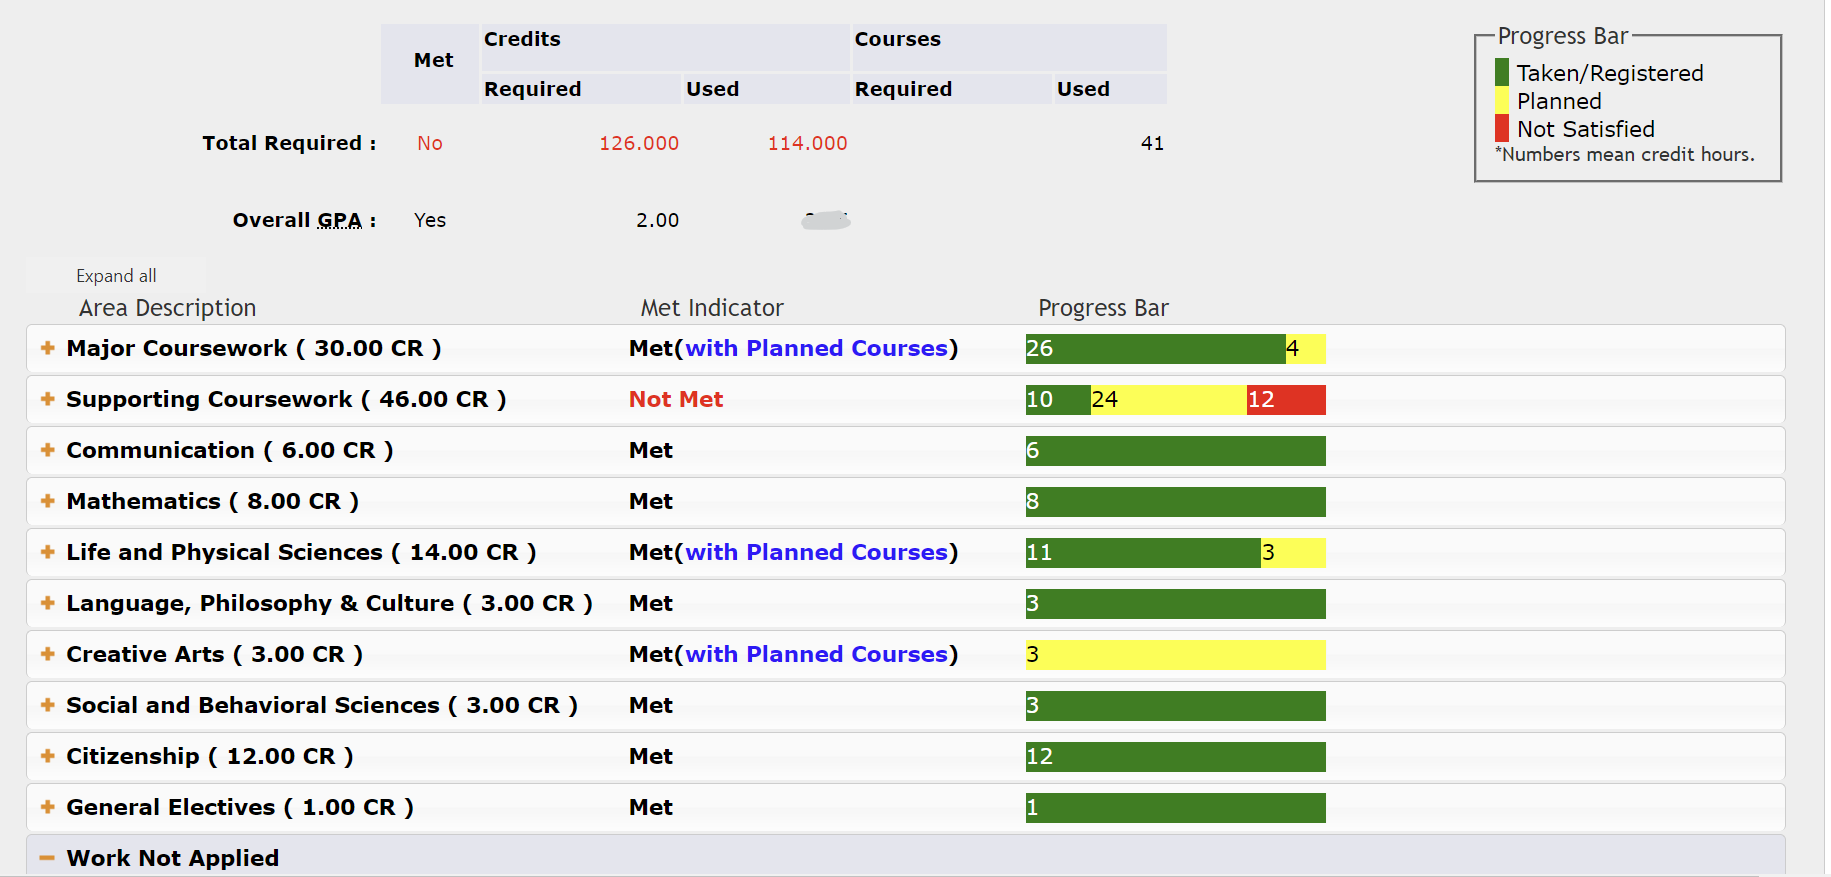 Met Credits Courses
Required Used Required Used
Total Required : No 126.000 114.000 41
Overall GPA : Yes 2.00
Progress Bar
Taken/Registered
Planned
Not Satisfied
*Numbers mean credit hours.
Expand all
Area Description Met Indicator Progress Bar
Major Coursework ( 30.00 CR ) Met(with Planned Courses) 26 4
Supporting Coursework ( 46.00 CR ) Not Met 10 24 12
Communication ( 6.00 CR ) Met 6
Mathematics ( 8.00 CR ) Met 8
Life and Physical Sciences ( 14.00 CR ) Met(with Planned Courses) 11 3
Language, Philosophy & Culture ( 3.00 CR ) Met 3
Creative Arts ( 3.00 CR ) Met(with Planned Courses) 3
Social and Behavioral Sciences ( 3.00 CR ) Met 3
Citizenship ( 12.00 CR ) Met 12
General Electives ( 1.00 CR ) Met 1
Work Not Applied